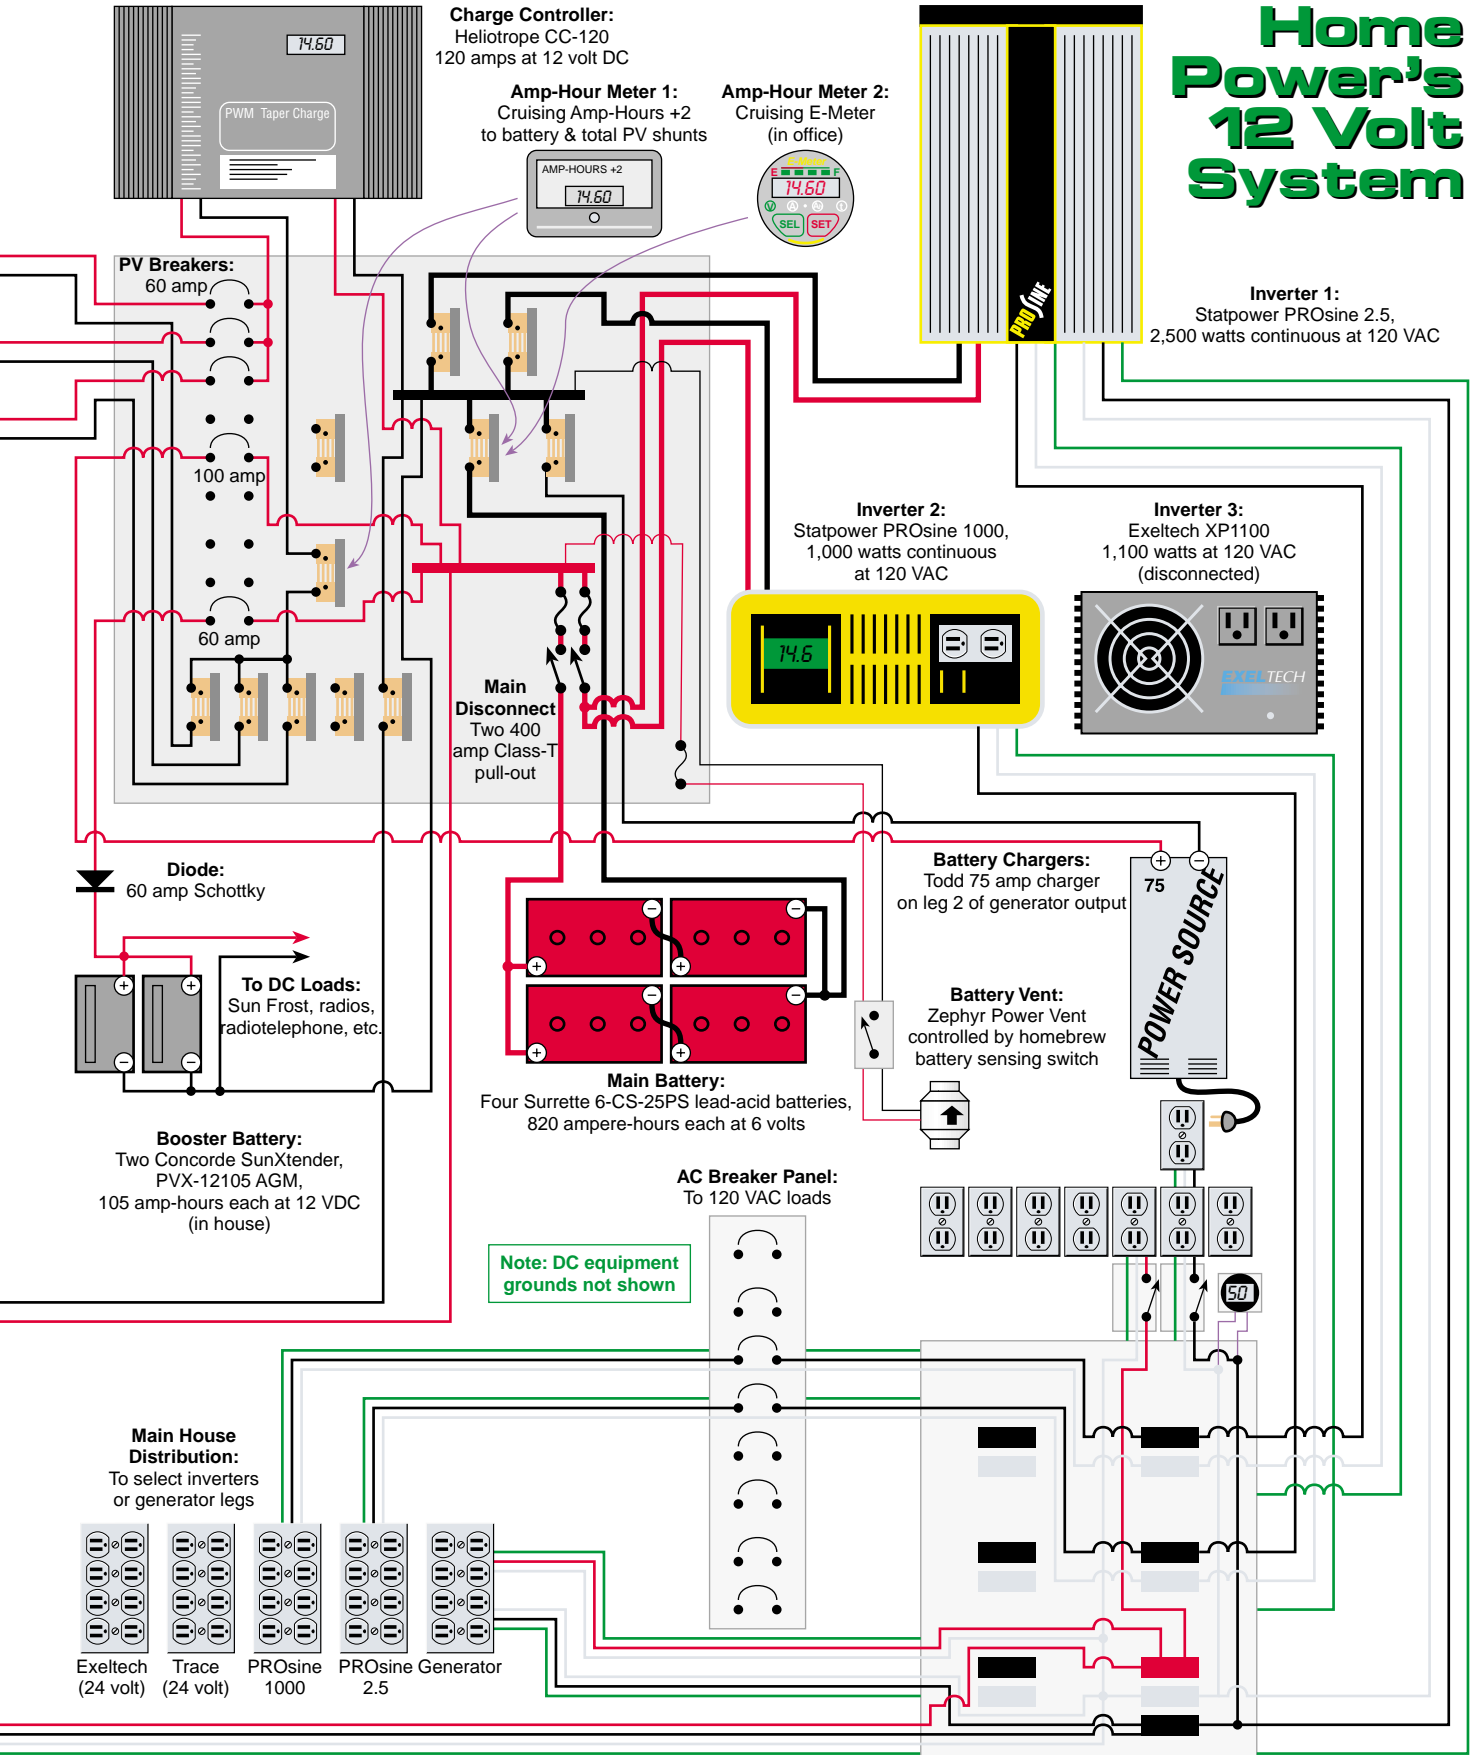 Home
Power's
12 Volt
System
Charge Controller:
Heliotrope CC-120
120 amps at 12 volt DC
14.60
PWM Taper Charge
Amp-Hour Meter 1:
Cruising Amp-Hours +2
to battery & total PV shunts
AMP-HOURS +2
14.60
Amp-Hour Meter 2:
Cruising E-Meter
(in office)
E-Meter
E F
14.60
V A Ah t
SEL SET
PROSINE
Inverter 1:
Statpower PROsine 2.5,
2,500 watts continuous at 120 VAC
PV Breakers:
60 amp
100 amp
60 amp
Inverter 2:
Statpower PROsine 1000,
1,000 watts continuous
at 120 VAC
14.6
Inverter 3:
Exeltech XP1100
1,100 watts at 120 VAC
(disconnected)
EXELTECH
Main
Disconnect
Two 400
amp Class-T
pull-out
Diode:
60 amp Schottky
To DC Loads:
Sun Frost, radios,
radiotelephone, etc.
Battery Chargers:
Todd 75 amp charger
on leg 2 of generator output
+ −
75
POWER SOURCE
Battery Vent:
Zephyr Power Vent
controlled by homebrew
battery sensing switch
Main Battery:
Four Surrette 6-CS-25PS lead-acid batteries,
820 ampere-hours each at 6 volts
Booster Battery:
Two Concorde SunXtender,
PVX-12105 AGM,
105 amp-hours each at 12 VDC
(in house)
AC Breaker Panel:
To 120 VAC loads
Note: DC equipment
grounds not shown
50
Main House
Distribution:
To select inverters
or generator legs
Exeltech
(24 volt)
Trace
(24 volt)
PROsine
1000
PROsine
2.5
Generator